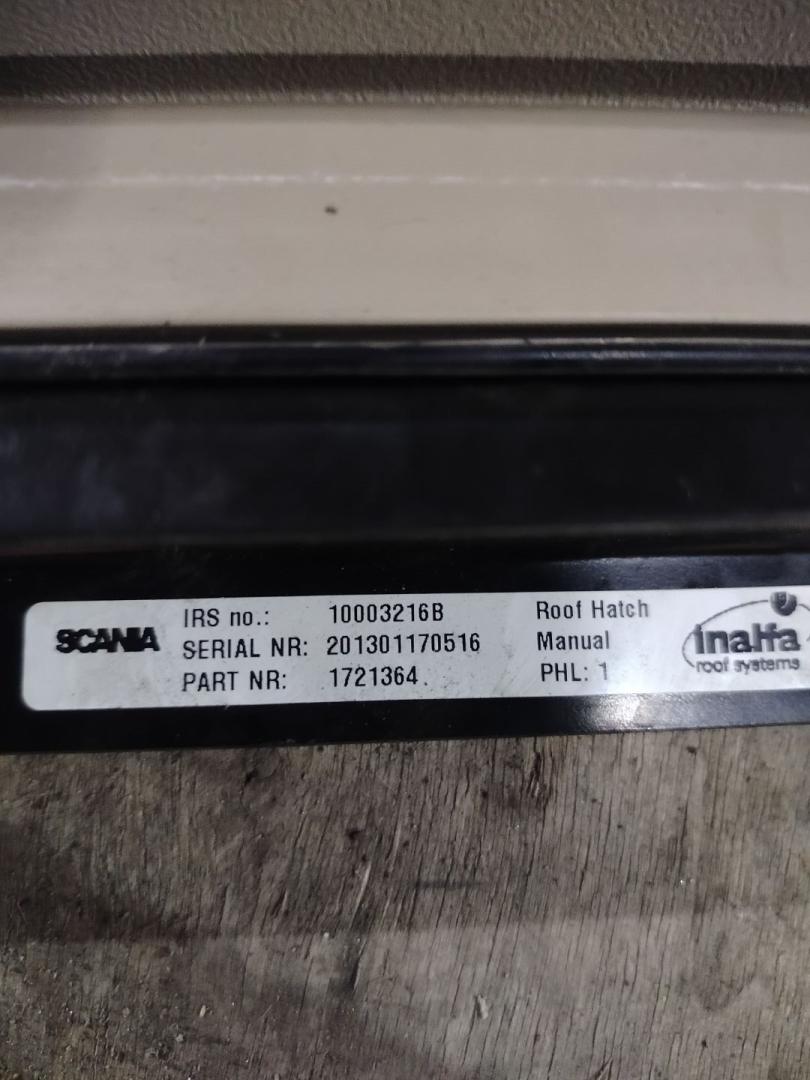 SCANIA
IRS no.: 10003216B Roof Hatch
SERIAL NR: 201301170516 Manual
PART NR: 1721364 PHL: 1
inalfa
roof systems